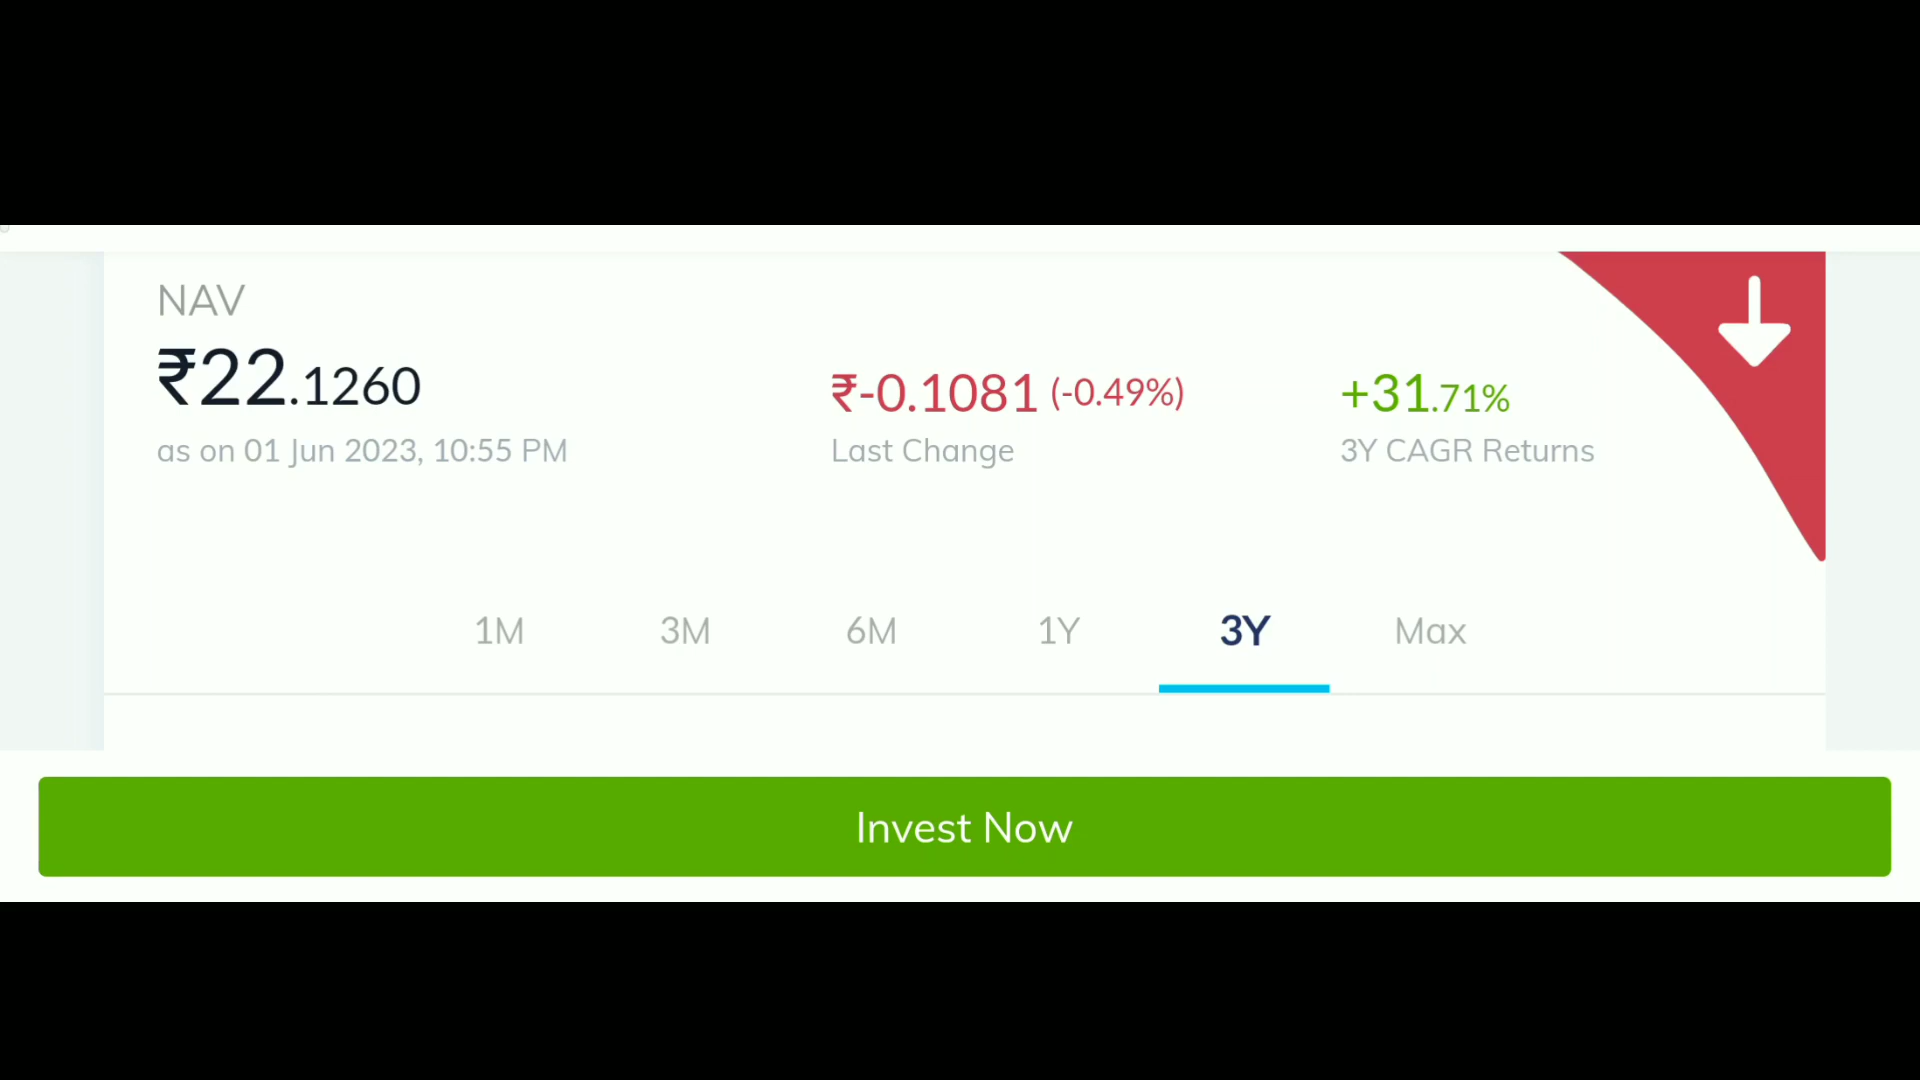 NAV
₹22.1260
as on 01 Jun 2023, 10:55 PM
₹-0.1081 (-0.49%)
Last Change
+31.71%
3Y CAGR Returns
1M 3M 6M 1Y 3Y Max
Invest Now